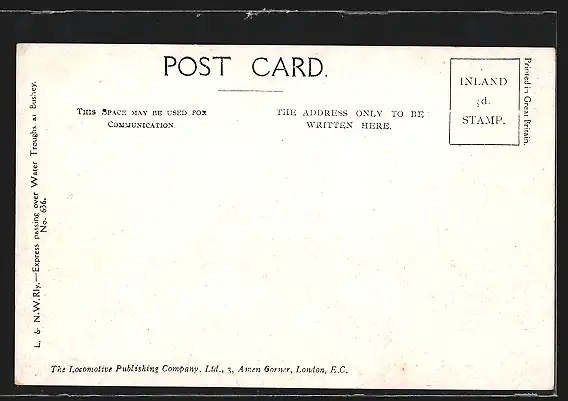 POST CARD.
THIS SPACE MAY BE USED FOR
COMMUNICATION.
THE ADDRESS ONLY TO BE
WRITTEN HERE.
INLAND
½d.
STAMP.
Printed in Great Britain.
L. & N.W.Rly.—Express passing over Water Troughs at Bushey.
No. 636.
The Locomotive Publishing Company, Ltd., 3, Amen Corner, London, E.C.